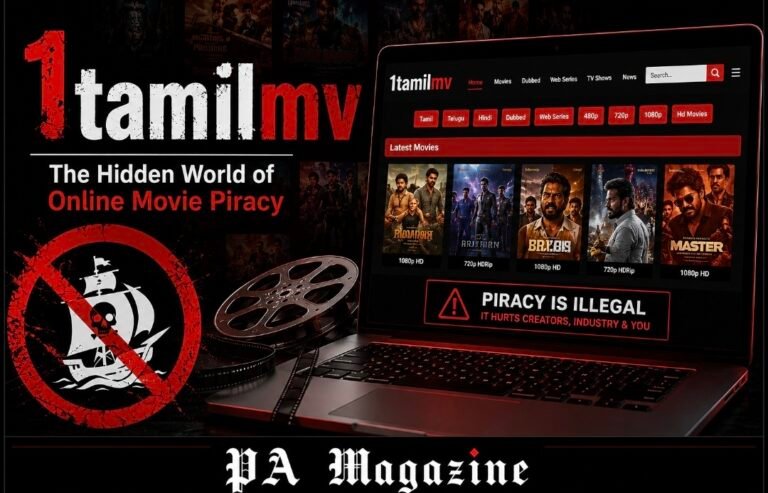 1tamilmv
The Hidden World of
Online Movie Piracy
1tamilmv Home Movies Dubbed Web Series TV Shows News Search...
Tamil Telugu Hindi Dubbed Web Series 480p 720p 1080p Hd Movies
Latest Movies
MASTER
1080p HD 720p HDRip 1080p HD 720p HDRip 1080p HD
PIRACY IS ILLEGAL
IT HURTS CREATORS, INDUSTRY & YOU
PA Magazine